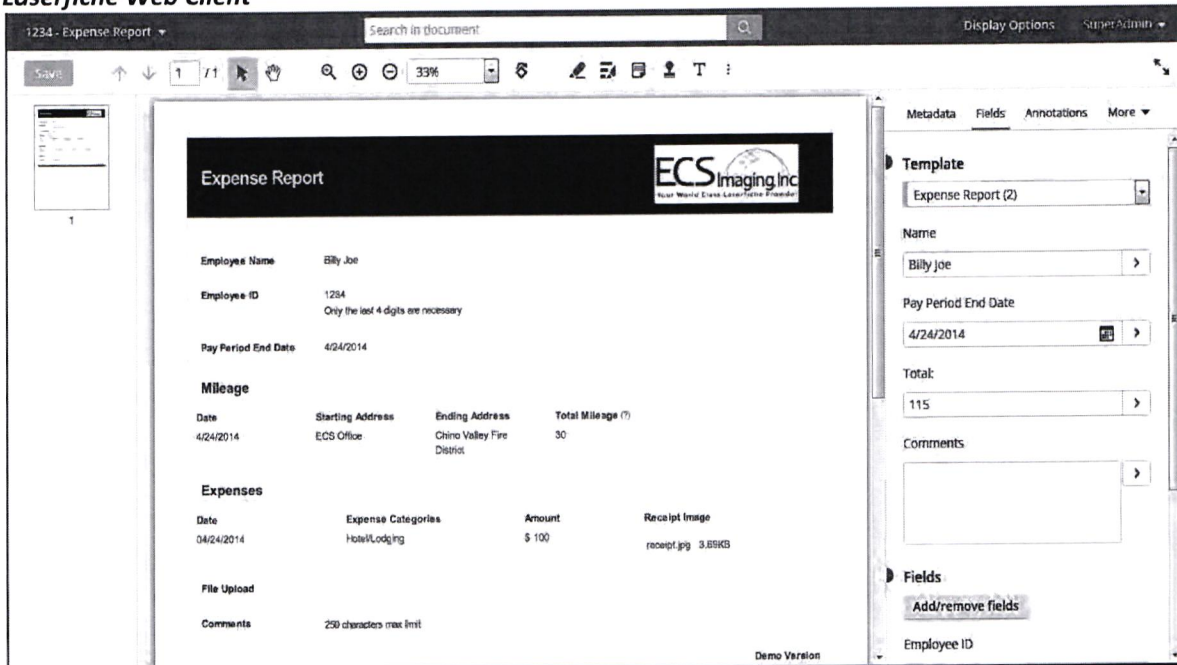 Laserfiche Web Client
1234 - Expense Report
Search in document
Display Options SuperAdmin
Save
1 / 1
33%
T
1
Expense Report
ECS Imaging, Inc
Your World Class Laserfiche Provider
Employee Name Billy Joe
Employee ID 1234
Only the last 4 digits are necessary
Pay Period End Date 4/24/2014
Mileage
Date Starting Address Ending Address Total Mileage (?)
4/24/2014 ECS Office Chino Valley Fire 30
District
Expenses
Date Expense Categories Amount Receipt Image
04/24/2014 Hotel/Lodging $ 100 receipt.jpg 3.69KB
File Upload
Comments 250 characters max limit
Demo Version
Metadata Fields Annotations More
Template
Expense Report (2)
Name
Billy Joe
Pay Period End Date
4/24/2014
Total:
115
Comments
Fields
Add/remove fields
Employee ID